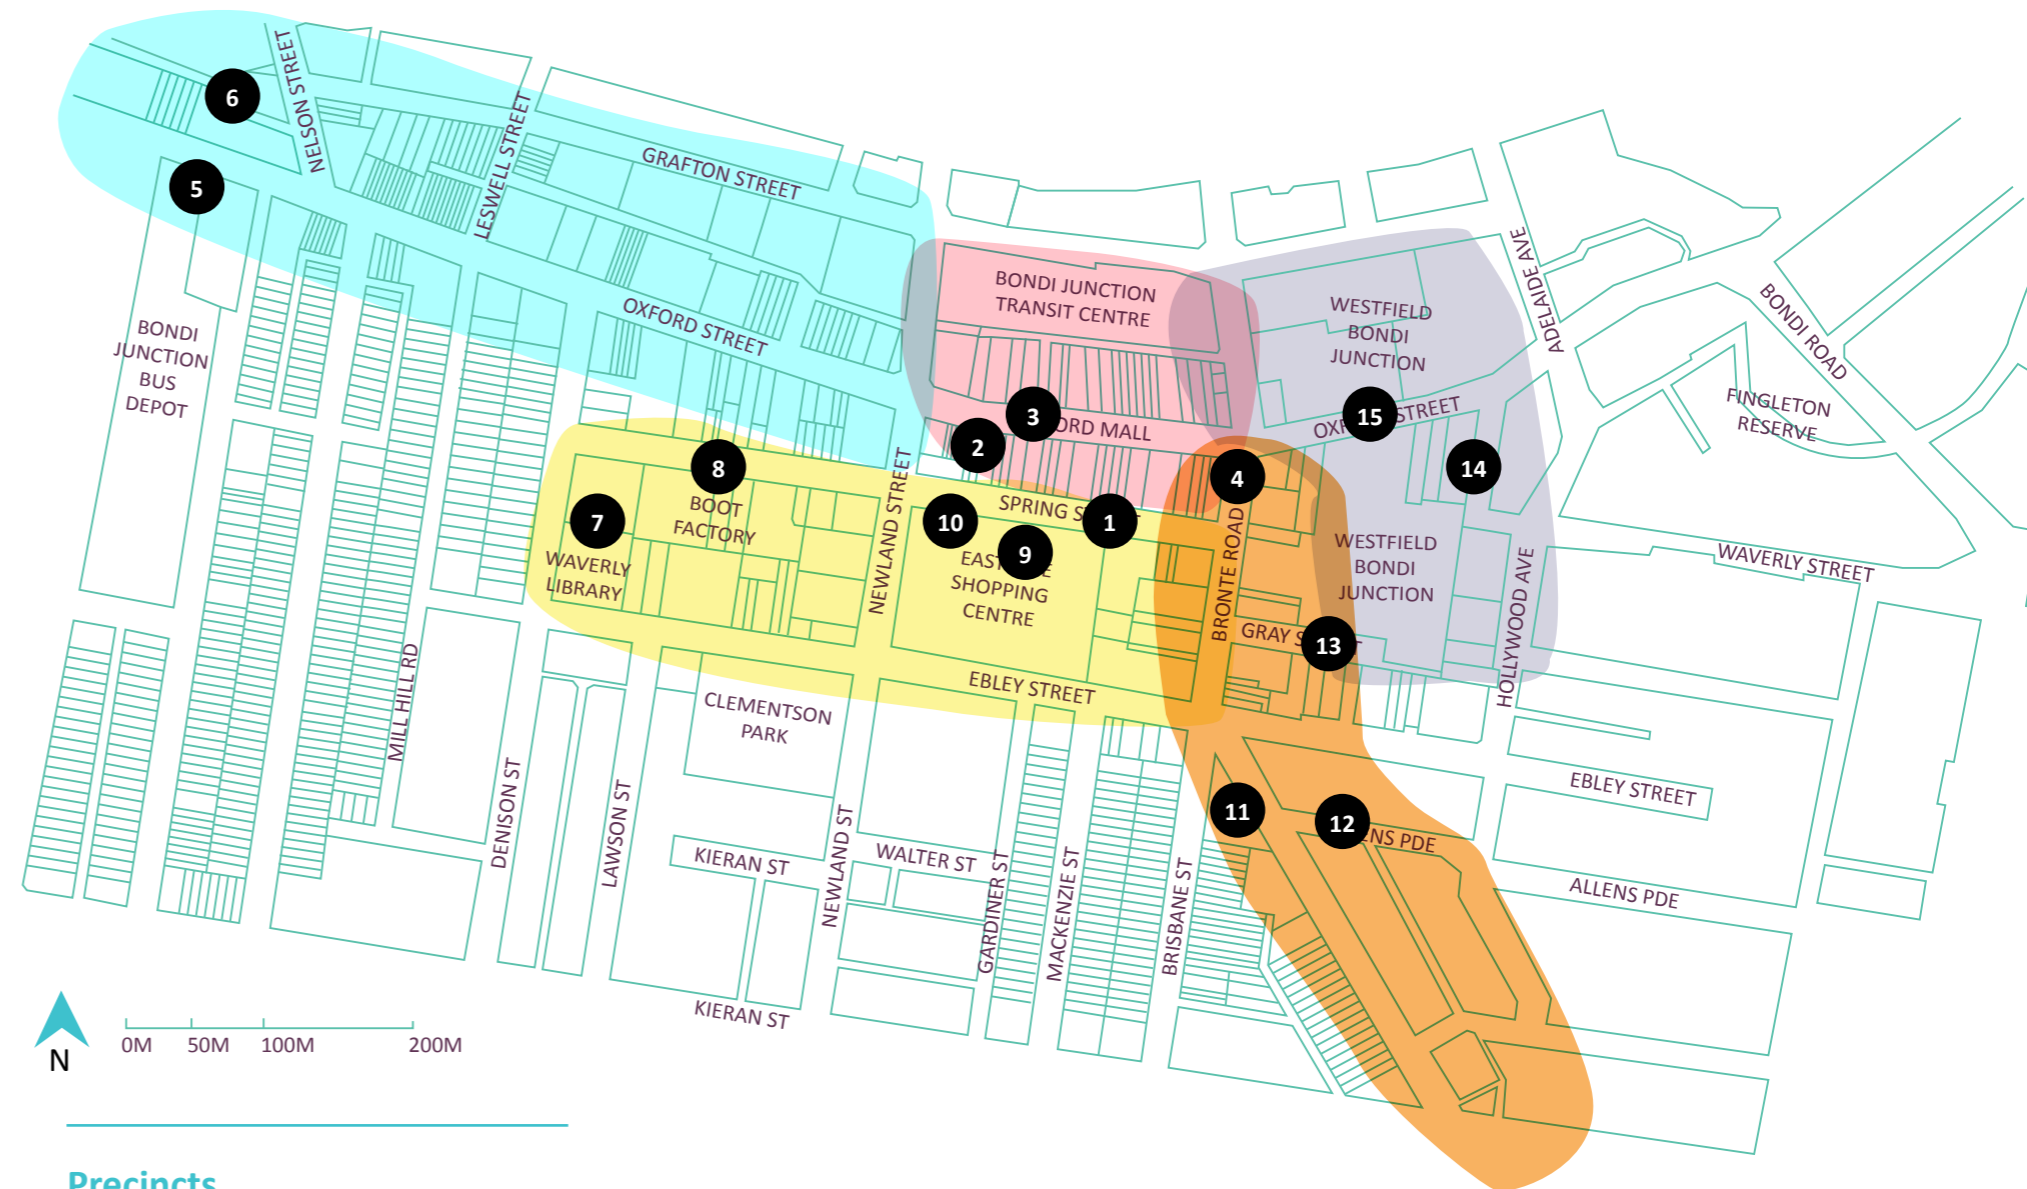 6
NELSON STREET
5
LESWELL STREET
GRAFTON STREET
OXFORD STREET
BONDI
JUNCTION
BUS
DEPOT
BONDI JUNCTION
TRANSIT CENTRE
3
ORD MALL
2
WESTFIELD
BONDI
JUNCTION
15
STREET
14
ADELAIDE AVE
BONDI ROAD
FINGLETON
RESERVE
8
BOOT
FACTORY
7
WAVERLY
LIBRARY
NEWLAND STREET
10
SPRING S
1
9
EAS
SHOPPING
CENTRE
4
BRONTE ROAD
WESTFIELD
BONDI
JUNCTION
GRAY S
13
HOLLYWOOD AVE
WAVERLY STREET
EBLEY STREET
MILL HILL RD
CLEMENTSON
PARK
DENISON ST
LAWSON ST
NEWLAND ST
KIERAN ST
WALTER ST
GARDINER ST
MACKENZIE ST
BRISBANE ST
11
12
ENS PDE
EBLEY STREET
ALLENS PDE
KIERAN ST
N
0M 50M 100M 200M
Precincts